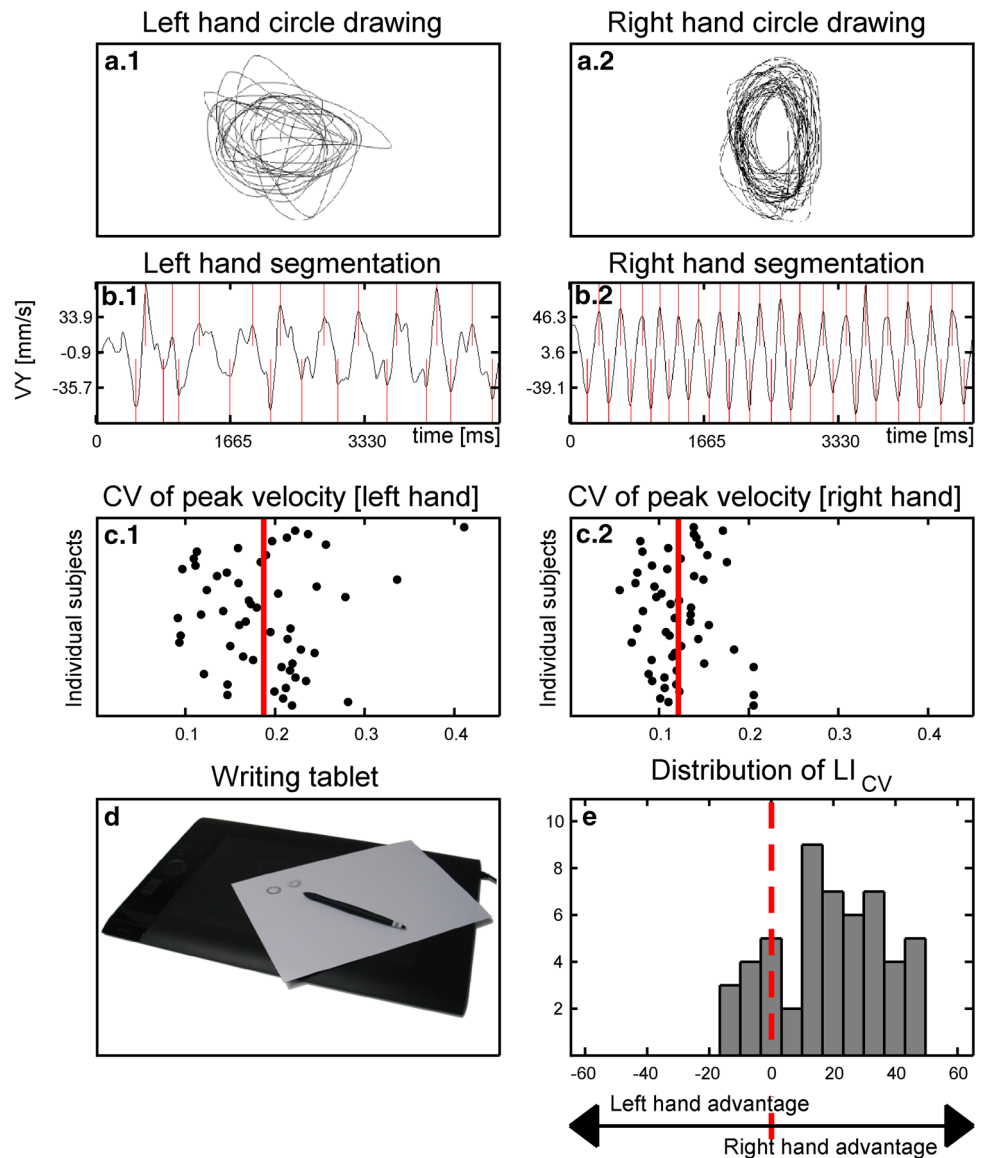 Left hand circle drawing
Right hand circle drawing
a.1
a.2
Left hand segmentation
Right hand segmentation
b.1
b.2
VY [mm/s]
33.9
-0.9
-35.7
46.3
3.6
-39.1
0
1665
3330
time [ms]
0
1665
3330
time [ms]
CV of peak velocity [left hand]
CV of peak velocity [right hand]
c.1
c.2
Individual subjects
Individual subjects
0.1
0.2
0.3
0.4
0.1
0.2
0.3
0.4
Writing tablet
Distribution of LI CV
d
e
10
8
6
4
2
-60
-40
-20
0
20
40
60
Left hand advantage
Right hand advantage